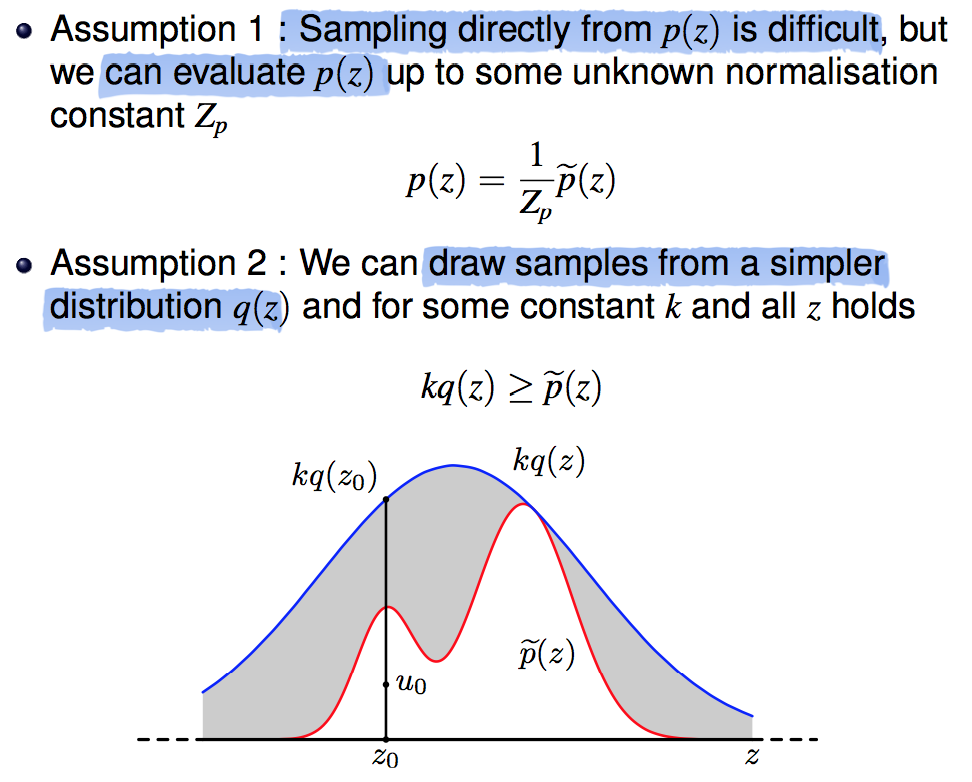 Assumption 1 : Sampling directly from p(z) is difficult, but
we can evaluate p(z) up to some unknown normalisation
constant Z_p
p(z) = \frac{1}{Z_p} \widetilde{p}(z)
Assumption 2 : We can draw samples from a simpler
distribution q(z) and for some constant k and all z holds
kq(z) ≥ \widetilde{p}(z)
kq(z_0)
kq(z)
\widetilde{p}(z)
u_0
z_0
z